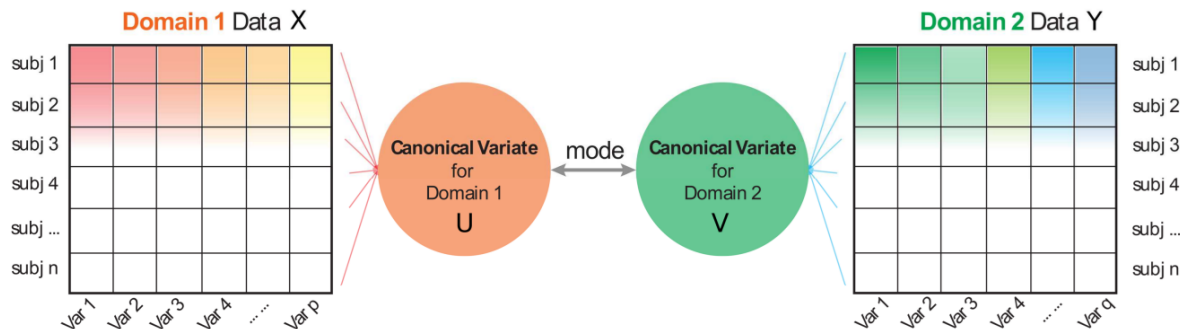 Domain 1 Data X
subj 1
subj 2
subj 3
subj 4
subj ...
subj n
Var 1
Var 2
Var 3
Var 4
... ...
Var p
Canonical Variate
for
Domain 1
U
mode
Canonical Variate
for
Domain 2
V
Domain 2 Data Y
subj 1
subj 2
subj 3
subj 4
subj ...
subj n
Var 1
Var 2
Var 3
Var 4
... ...
Var q